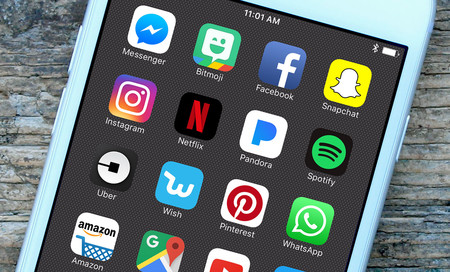 11:01 AM
Messenger
Bitmoji
Facebook
Snapchat
Instagram
Netflix
Pandora
Spotify
Uber
Wish
Pinterest
WhatsApp
amazon
Amazon